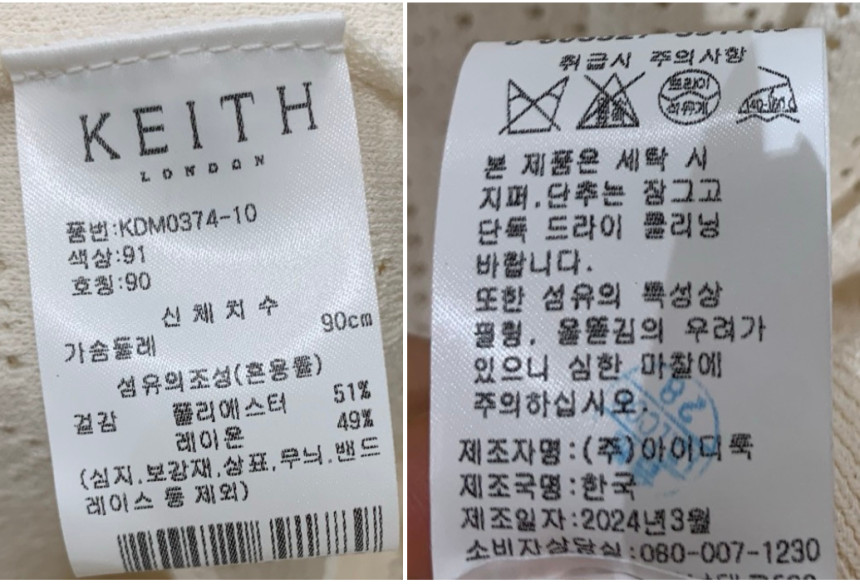 KEITH
LONDON
품번:KDM0374-10
색상:91
호칭:90
신체치수
90cm
가슴둘레
섬유의조성(혼용률)
겉감 폴리에스터 51%
레이온 49%
(심지.보강재.상표.무늬.밴드
레이스 등 제외)
취급시 주의사항
드라이
석유계
140-160℃
본 제품은 세탁 시
지퍼.단추는 잠그고
단독 드라이 클리닝
바랍니다.
또한 섬유의 특성상
필링, 올뜯김의 우려가
있으니 심한 마찰에
주의하십시오.
제조자명:(주)아이디룩
제조국명:한국
제조일자:2024년3월
소비자상담실:080-007-1230